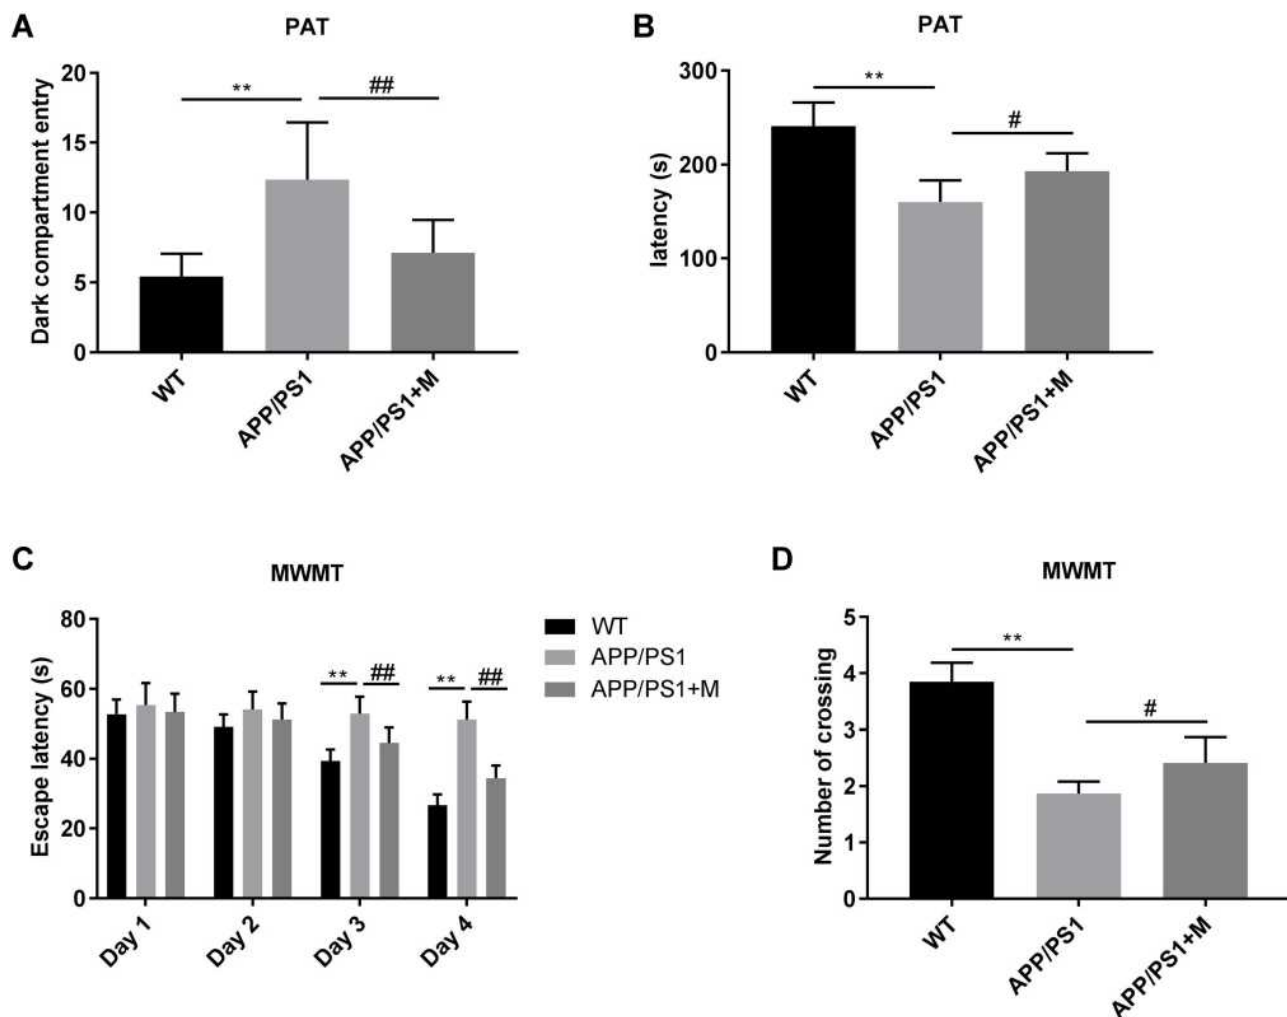 A
PAT
Dark compartment entry
20
15
10
5
0
**
##
WT
APP/PS1
APP/PS1+M
B
PAT
latency (s)
300
200
100
0
**
#
WT
APP/PS1
APP/PS1+M
C
MWMT
Escape latency (s)
80
60
40
20
0
** ## ** ##
Day 1 Day 2 Day 3 Day 4
WT
APP/PS1
APP/PS1+M
D
MWMT
Number of crossing
5
4
3
2
1
0
**
#
WT
APP/PS1
APP/PS1+M